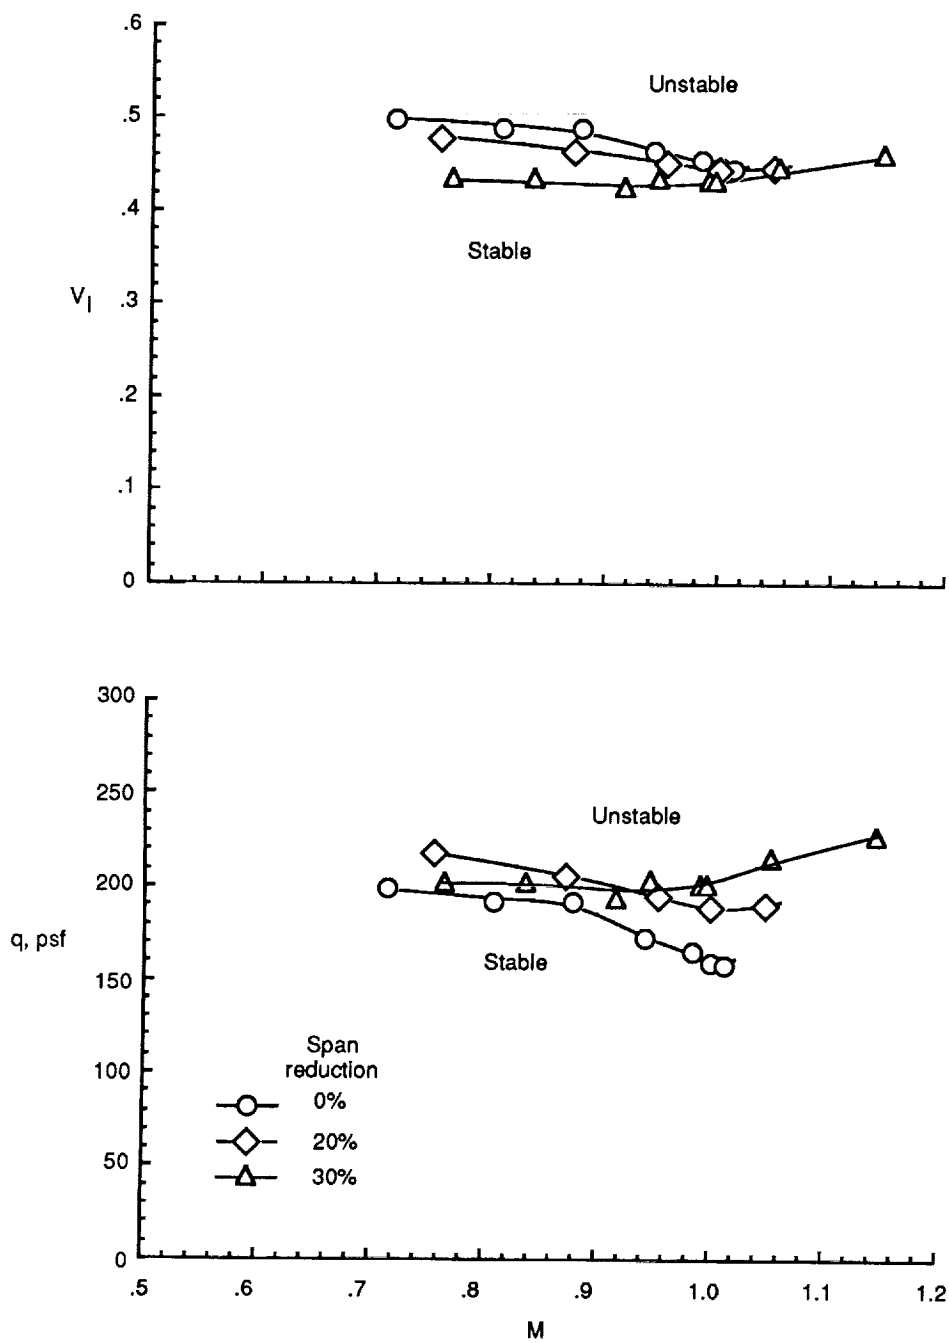 .6
Unstable
.5
.4
Stable
V_I
.3
.2
.1
0
300
250
Unstable
200
q, psf
Stable
150
Span
reduction
100
0%
20%
50
30%
0
.5 .6 .7 .8 .9 1.0 1.1 1.2
M